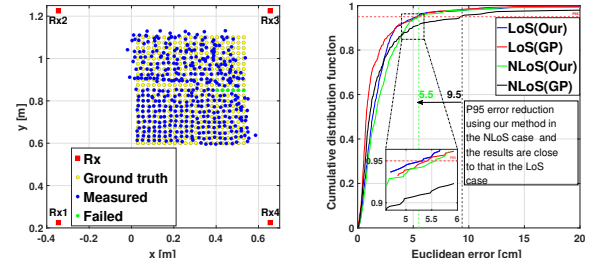 Rx2
Rx3
1.2
1
0.8
0.6
0.4
0.2
y [m]
Rx
Ground truth
Measured
Failed
Rx1
Rx4
-0.4 -0.2 0 0.2 0.4 0.6
x [m]
1
0.8
0.6
0.4
0.2
0
Cumulative distribution function
LoS(Our)
LoS(GP)
NLoS(Our)
NLoS(GP)
5.5
9.5
P95 error reduction
using our method in
the NLoS case and
the results are close
to that in the LoS
case
0.95
0.9
5 5.5 6
0 5 10 15 20
Euclidean error [cm]